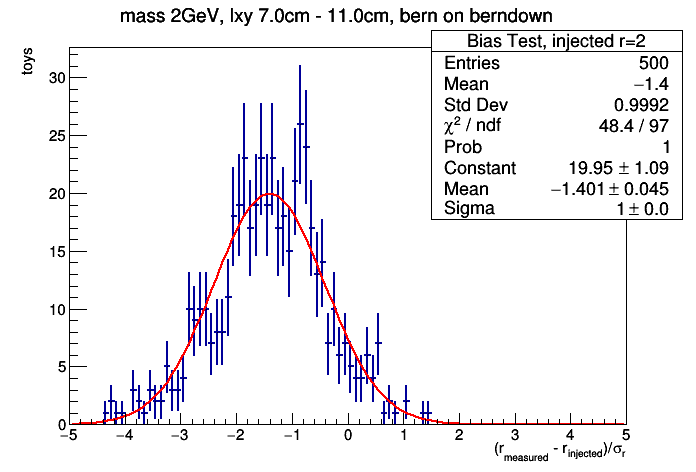 mass 2GeV, lxy 7.0cm - 11.0cm, bern on berndown
Bias Test, injected r=2
Entries 500
Mean −1.4
Std Dev 0.9992
χ² / ndf 48.4 / 97
Prob 1
Constant 19.95 ± 1.09
Mean −1.401 ± 0.045
Sigma 1 ± 0.0
toys
30
25
20
15
10
5
0
−5 −4 −3 −2 −1 0 1 2 3 4 5
(r_measured - r_injected)/σ_r